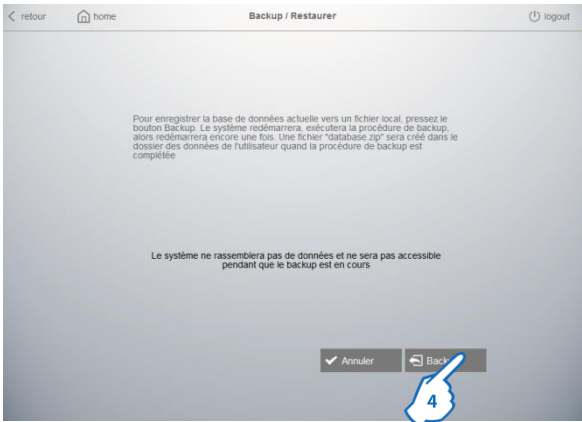 retour home Backup / Restaurer logout
Pour enregistrer la base de données actuelle vers un fichier local, pressez le
bouton Backup. Le système redémarrera, exécutera la procédure de backup,
alors redémarrera encore une fois. Une fichier "database.zip" sera créé dans le
dossier des données de l'utilisateur quand la procédure de backup est
complétée
Le système ne rassemblera pas de données et ne sera pas accessible
pendant que le backup est en cours
Annuler Back
4